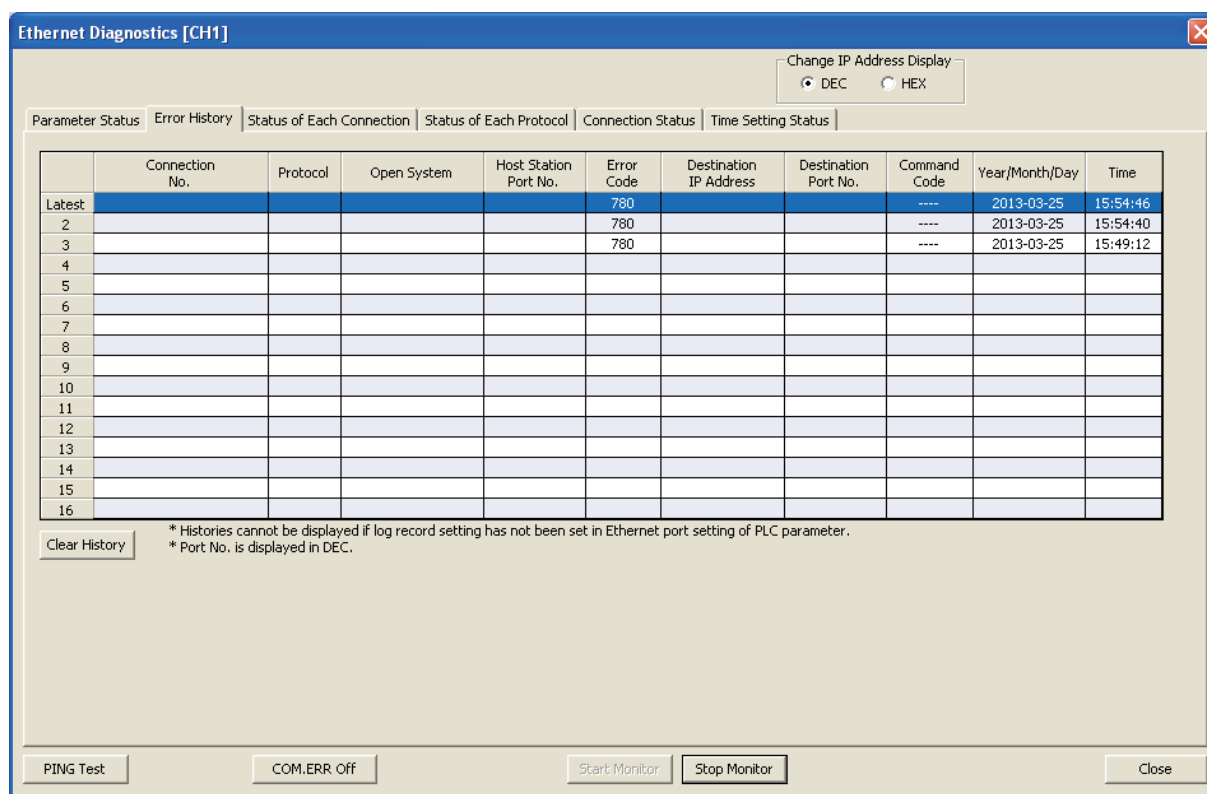 Ethernet Diagnostics [CH1]
Change IP Address Display
DEC HEX
Parameter Status Error History Status of Each Connection Status of Each Protocol Connection Status Time Setting Status
Connection No. Protocol Open System Host Station Port No. Error Code Destination IP Address Destination Port No. Command Code Year/Month/Day Time
Latest 780 ---- 2013-03-25 15:54:46
2 780 ---- 2013-03-25 15:54:40
3 780 ---- 2013-03-25 15:49:12
4
5
6
7
8
9
10
11
12
13
14
15
16
Clear History
* Histories cannot be displayed if log record setting has not been set in Ethernet port setting of PLC parameter.
* Port No. is displayed in DEC.
PING Test COM.ERR Off Start Monitor Stop Monitor Close